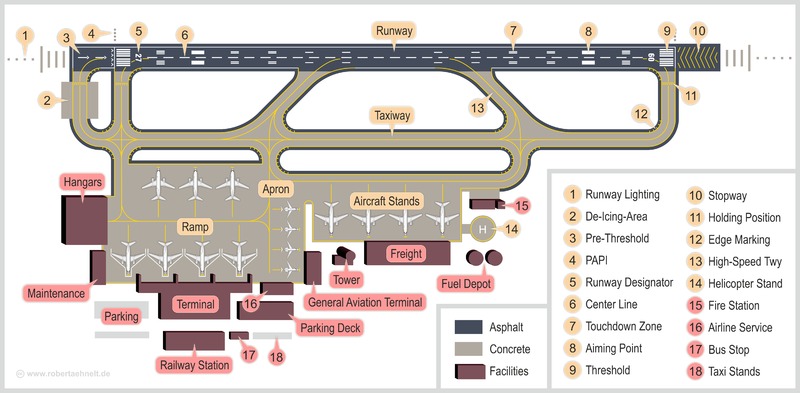 1
3
4
5
6
Runway
7
8
9
10
27
09
2
13
11
Taxiway
12
Hangars
Apron
Aircraft Stands
Ramp
15
H
14
Freight
Tower
Fuel Depot
Maintenance
16
General Aviation Terminal
Parking
Terminal
Parking Deck
Railway Station
17
18
Asphalt
Concrete
Facilities
1 Runway Lighting
2 De-Icing-Area
3 Pre-Threshold
4 PAPI
5 Runway Designator
6 Center Line
7 Touchdown Zone
8 Aiming Point
9 Threshold
10 Stopway
11 Holding Position
12 Edge Marking
13 High-Speed Twy
14 Helicopter Stand
15 Fire Station
16 Airline Service
17 Bus Stop
18 Taxi Stands
cc www.robertaehnelt.de